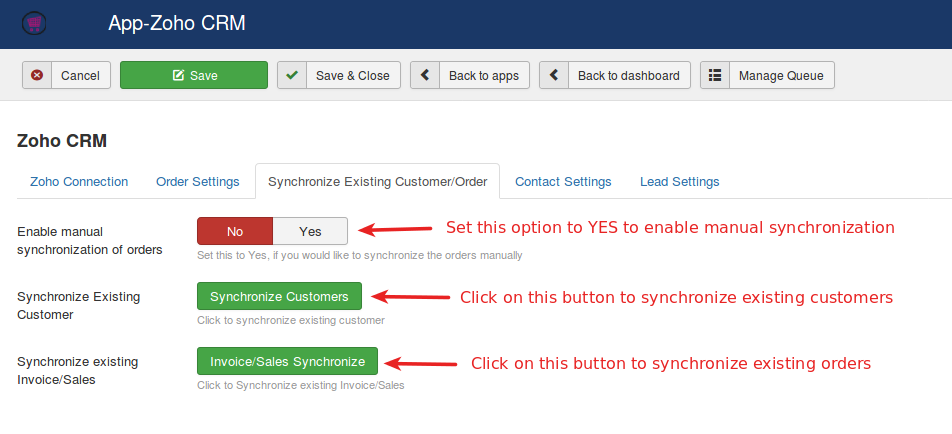 App-Zoho CRM
Cancel Save Save & Close Back to apps Back to dashboard Manage Queue
Zoho CRM
Zoho Connection Order Settings Synchronize Existing Customer/Order Contact Settings Lead Settings
Enable manual synchronization of orders
No Yes
Set this option to YES to enable manual synchronization
Set this to Yes, if you would like to synchronize the orders manually
Synchronize Existing Customer
Synchronize Customers
Click on this button to synchronize existing customers
Click to synchronize existing customer
Synchronize existing Invoice/Sales
Invoice/Sales Synchronize
Click on this button to synchronize existing orders
Click to Synchronize existing Invoice/Sales